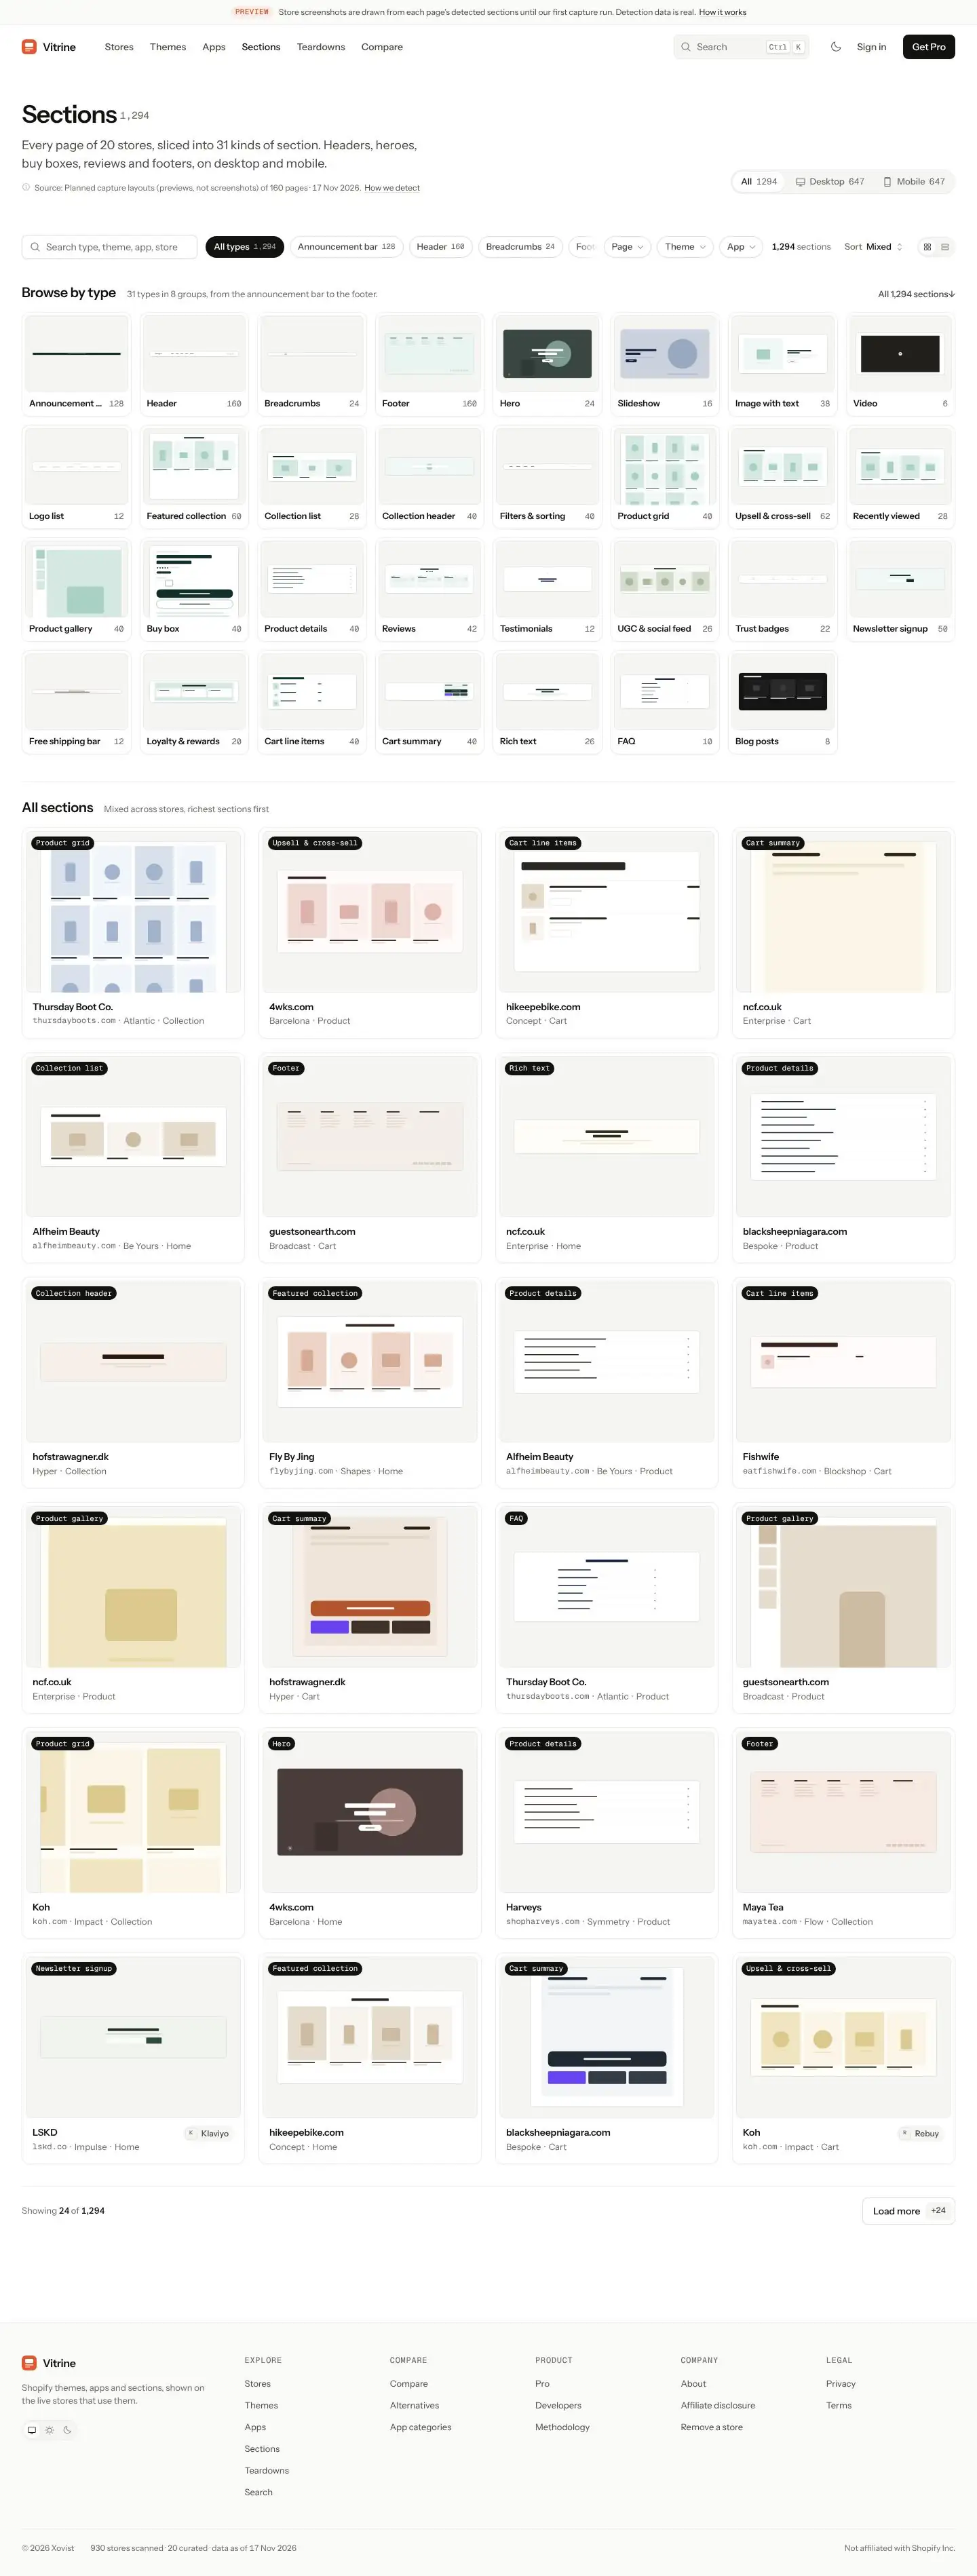 PREVIEW Store screenshots are drawn from each page's detected sections until our first capture run. Detection data is real. How it works
Vitrine Stores Themes Apps Sections Teardowns Compare Search Ctrl K Sign in Get Pro
Sections 1,294
Every page of 20 stores, sliced into 31 kinds of section. Headers, heroes,
buy boxes, reviews and footers, on desktop and mobile.
Source: Planned capture layouts (previews, not screenshots) of 160 pages · 17 Nov 2026. How we detect
All 1294 Desktop 647 Mobile 647
Search type, theme, app, store All types 1,294 Announcement bar 128 Header 160 Breadcrumbs 24 Foot Page Theme App 1,294 sections Sort Mixed
Browse by type 31 types in 8 groups, from the announcement bar to the footer. All 1,294 sections↓
Announcement ... 128 Header 160 Breadcrumbs 24 Footer 160 Hero 24 Slideshow 16 Image with text 38 Video 6
Logo list 12 Featured collection 60 Collection list 28 Collection header 40 Filters & sorting 40 Product grid 40 Upsell & cross-sell 62 Recently viewed 28
Product gallery 40 Buy box 40 Product details 40 Reviews 42 Testimonials 12 UGC & social feed 26 Trust badges 22 Newsletter signup 50
Free shipping bar 12 Loyalty & rewards 20 Cart line items 40 Cart summary 40 Rich text 26 FAQ 10 Blog posts 8
All sections Mixed across stores, richest sections first
Product grid Upsell & cross-sell Cart line items Cart summary
Thursday Boot Co. 4wks.com hikeepebike.com ncf.co.uk
thursdayboots.com · Atlantic · Collection Barcelona · Product Concept · Cart Enterprise · Cart
Collection list Footer Rich text Product details
Alfheim Beauty guestsonearth.com ncf.co.uk blacksheepniagara.com
alfheimbeauty.com · Be Yours · Home Broadcast · Cart Enterprise · Home Bespoke · Product
Collection header Featured collection Product details Cart line items
hofstrawagner.dk Fly By Jing Alfheim Beauty Fishwife
Hyper · Collection flybyjing.com · Shapes · Home alfheimbeauty.com · Be Yours · Product eatfishwife.com · Blockshop · Cart
Product gallery Cart summary FAQ Product gallery
ncf.co.uk hofstrawagner.dk Thursday Boot Co. guestsonearth.com
Enterprise · Product Hyper · Cart thursdayboots.com · Atlantic · Product Broadcast · Product
Product grid Hero Product details Footer
Koh 4wks.com Harveys Maya Tea
koh.com · Impact · Collection Barcelona · Home shopharveys.com · Symmetry · Product mayatea.com · Flow · Collection
Newsletter signup Featured collection Cart summary Upsell & cross-sell
LSKD K Klaviyo hikeepebike.com blacksheepniagara.com Koh R Rebuy
lskd.co · Impulse · Home Concept · Home Bespoke · Cart koh.com · Impact · Cart
Showing 24 of 1,294 Load more +24
Vitrine EXPLORE COMPARE PRODUCT COMPANY LEGAL
Shopify themes, apps and sections, shown on
the live stores that use them.
Stores Compare Pro About Privacy
Themes Alternatives Developers Affiliate disclosure Terms
Apps App categories Methodology Remove a store
Sections
Teardowns
Search
© 2026 Xovist 930 stores scanned · 20 curated · data as of 17 Nov 2026 Not affiliated with Shopify Inc.